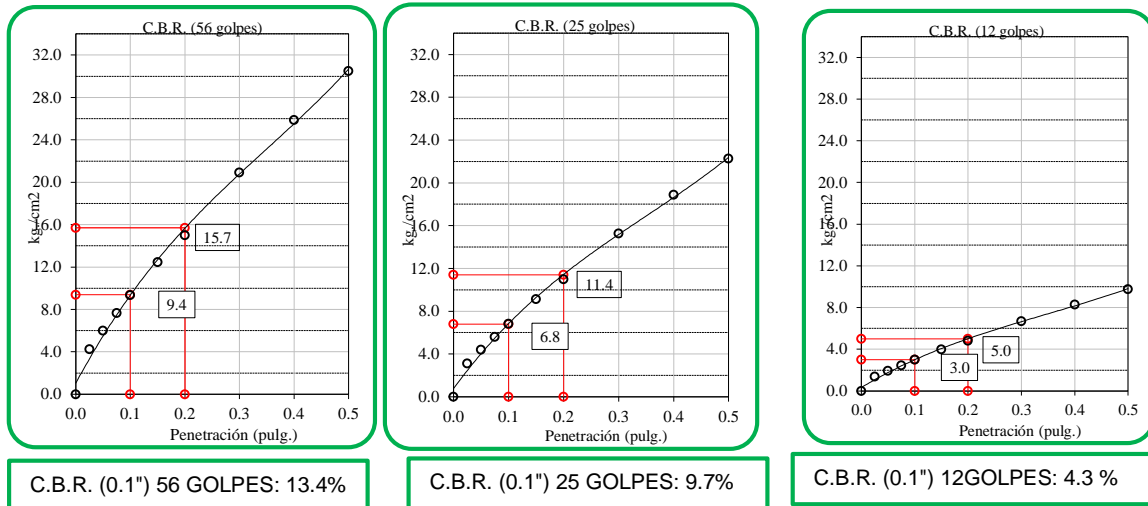 C.B.R. (56 golpes)
32.0
28.0
24.0
20.0
16.0
12.0
8.0
4.0
0.0
kg./cm2
15.7
9.4
0.0 0.1 0.2 0.3 0.4 0.5
Penetración (pulg.)
C.B.R. (0.1") 56 GOLPES: 13.4%
C.B.R. (25 golpes)
32.0
28.0
24.0
20.0
16.0
12.0
8.0
4.0
0.0
kg./cm2
11.4
6.8
0.0 0.1 0.2 0.3 0.4 0.5
Penetración (pulg.)
C.B.R. (0.1") 25 GOLPES: 9.7%
C.B.R. (12 golpes)
32.0
28.0
24.0
20.0
16.0
12.0
8.0
4.0
0.0
kg./cm2
5.0
3.0
0.0 0.1 0.2 0.3 0.4 0.5
Penetración (pulg.)
C.B.R. (0.1") 12GOLPES: 4.3 %